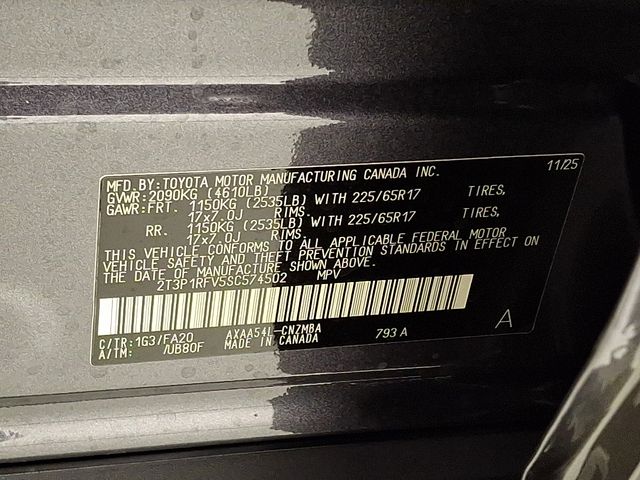 MFD.BY:TOYOTA MOTOR MANUFACTURING CANADA INC. 11/25
GVWR:2090KG (4610LB)
GAWR:FRT. 1150KG (2535LB) WITH 225/65R17 TIRES,
17x7.0J RIMS.
RR. 1150KG (2535LB) WITH 225/65R17 TIRES,
17x7.0J RIMS.
THIS VEHICLE CONFORMS TO ALL APPLICABLE FEDERAL MOTOR
VEHICLE SAFETY AND THEFT PREVENTION STANDARDS IN EFFECT ON
THE DATE OF MANUFACTURE SHOWN ABOVE.
2T3P1RFV5SC574502 MPV
C/TR:1G3/FA20 AXAA54L-CNZMBA 793A A
A/TM: /UB80F MADE IN CANADA